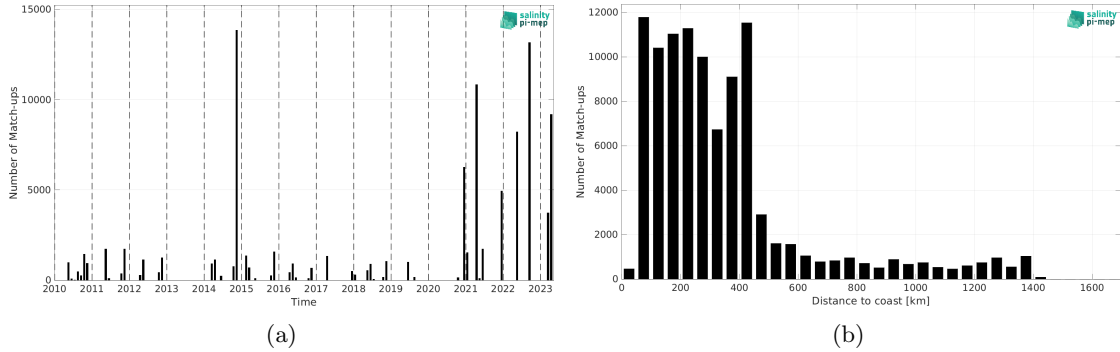 salinity
pi-mep
Number of Match-ups
15000
10000
5000
0
2010 2011 2012 2013 2014 2015 2016 2017 2018 2019 2020 2021 2022 2023
Time
(a)
salinity
pi-mep
Number of Match-ups
12000
10000
8000
6000
4000
2000
0
0 200 400 600 800 1000 1200 1400 1600
Distance to coast [km]
(b)